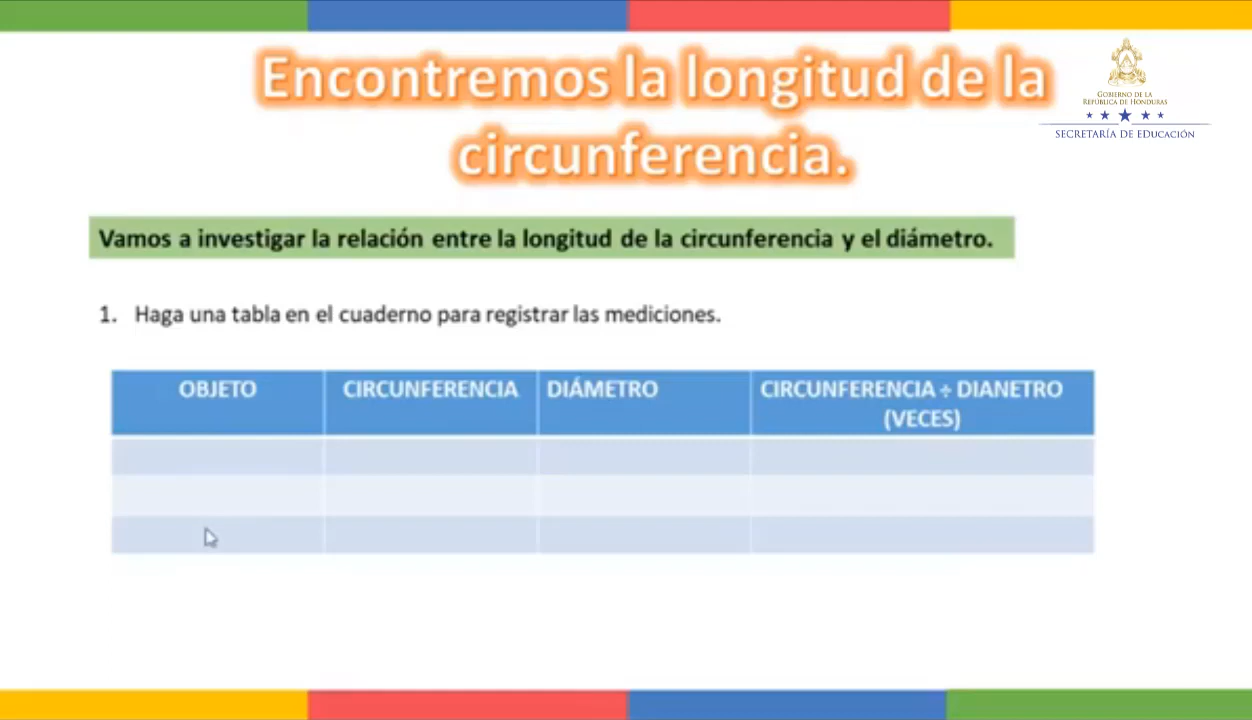 Encontremos la longitud de la
circunferencia.
GOBIERNO DE LA
REPÚBLICA DE HONDURAS
SECRETARÍA DE EDUCACIÓN
Vamos a investigar la relación entre la longitud de la circunferencia y el diámetro.
1. Haga una tabla en el cuaderno para registrar las mediciones.
OBJETO
CIRCUNFERENCIA
DIÁMETRO
CIRCUNFERENCIA ÷ DIANETRO
(VECES)